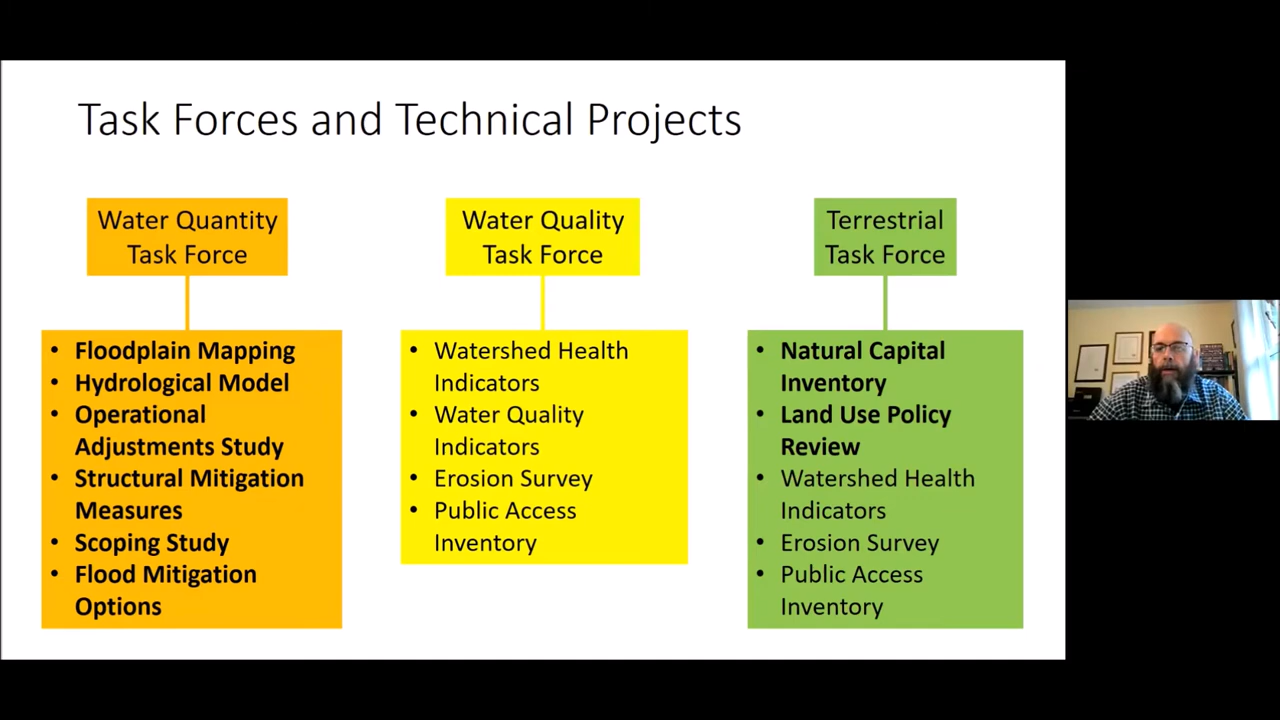 Task Forces and Technical Projects
Water Quantity
Task Force
• Floodplain Mapping
• Hydrological Model
• Operational
Adjustments Study
• Structural Mitigation
Measures
• Scoping Study
• Flood Mitigation
Options
Water Quality
Task Force
• Watershed Health
Indicators
• Water Quality
Indicators
• Erosion Survey
• Public Access
Inventory
Terrestrial
Task Force
• Natural Capital
Inventory
• Land Use Policy
Review
• Watershed Health
Indicators
• Erosion Survey
• Public Access
Inventory